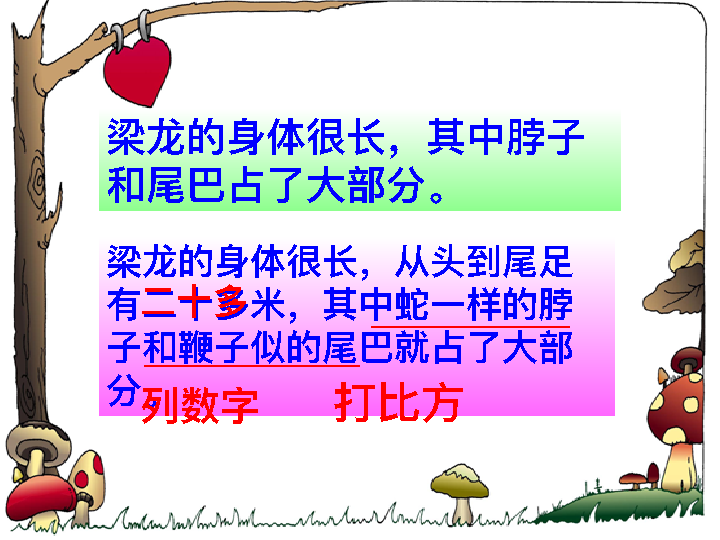 梁龙的身体很长，其中脖子
和尾巴占了大部分。
梁龙的身体很长，从头到尾足
有二十多米，其中蛇一样的脖
子和鞭子似的尾巴就占了大部
分。
列数字 打比方